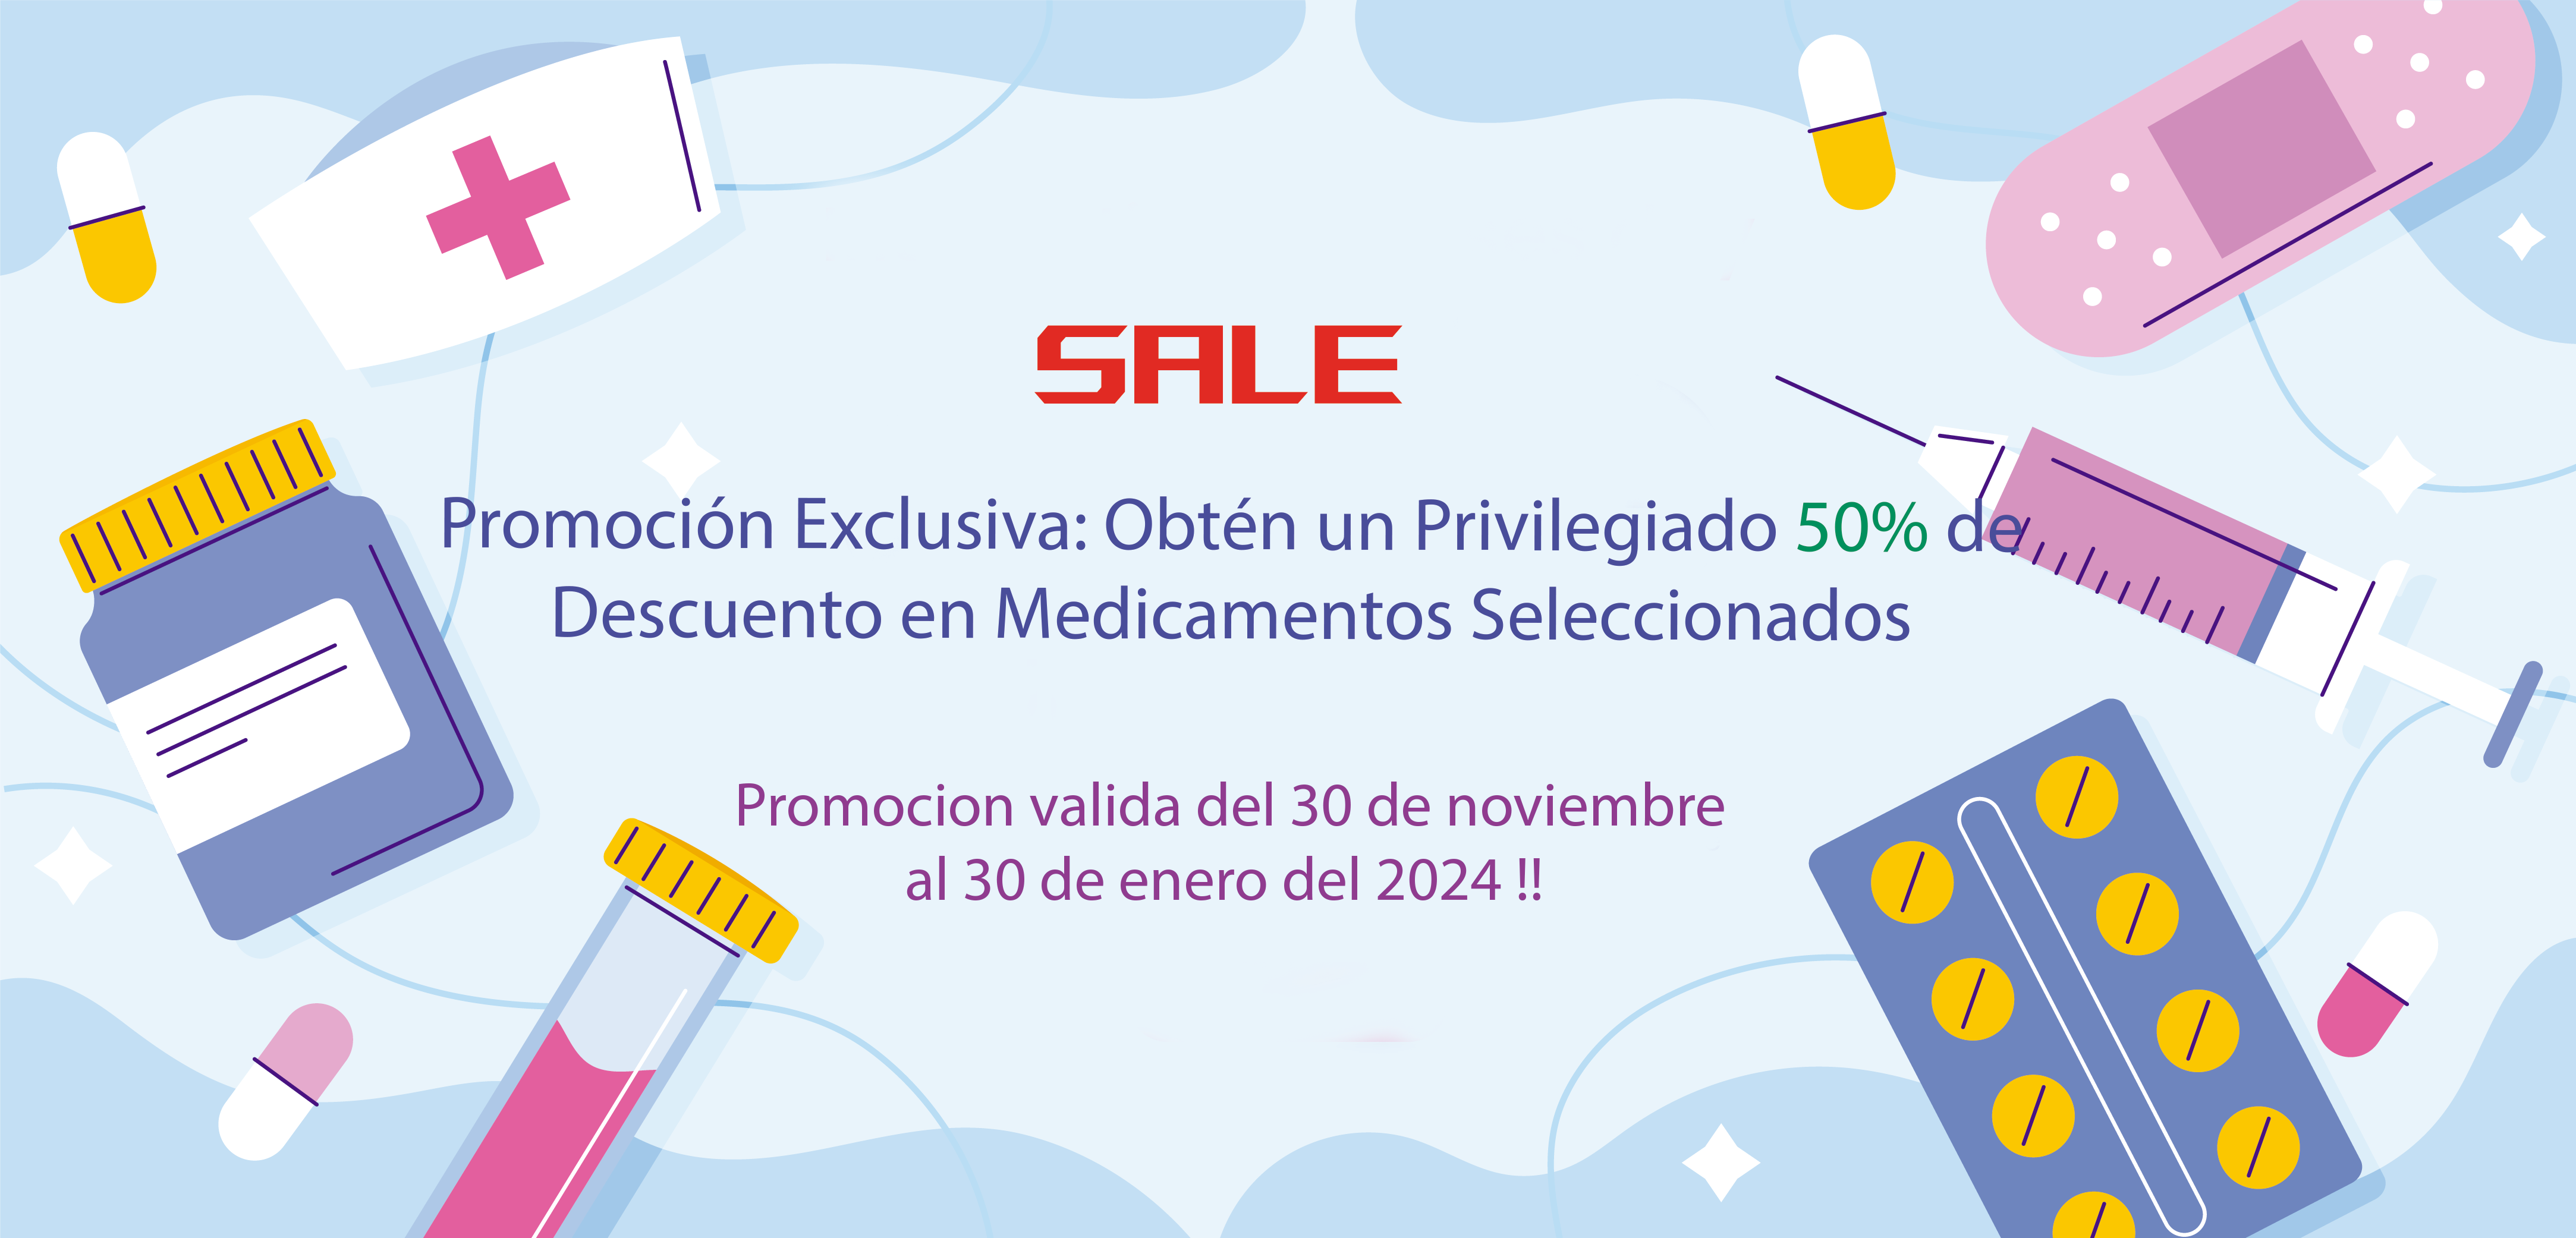 SALE
Promoción Exclusiva: Obtén un Privilegiado 50% de
Descuento en Medicamentos Seleccionados
Promocion valida del 30 de noviembre
al 30 de enero del 2024 !!